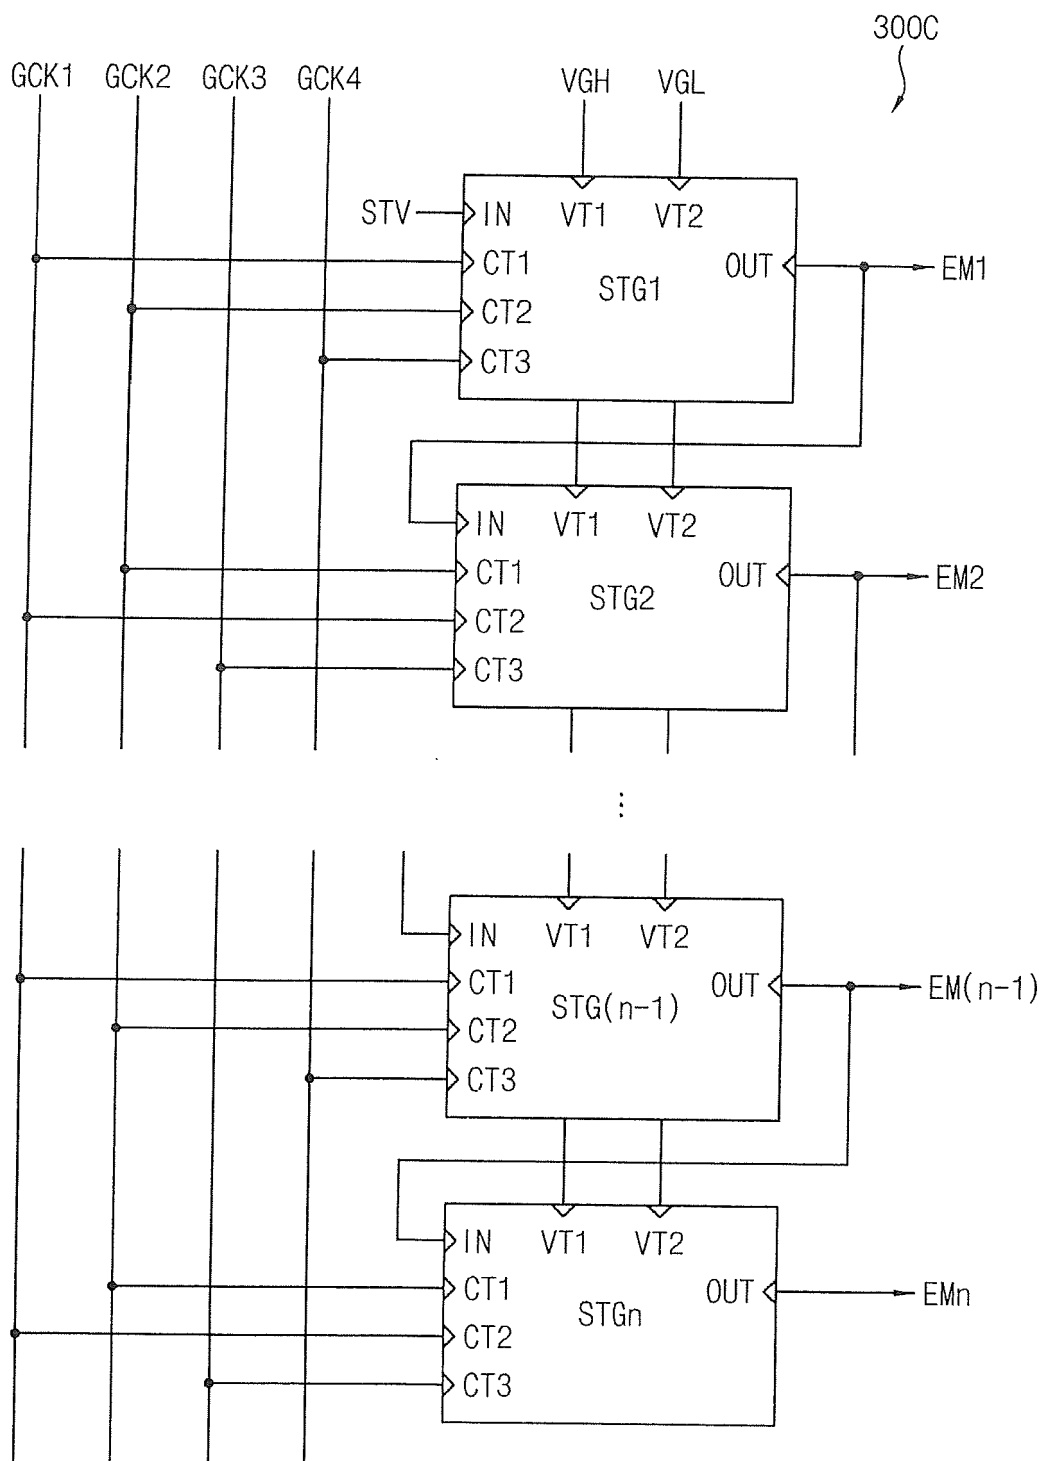 300C
GCK1 GCK2 GCK3 GCK4 VGH VGL
STV IN VT1 VT2
CT1 STG1 OUT EM1
CT2
CT3
IN VT1 VT2
CT1 STG2 OUT EM2
CT2
CT3
⋮
IN VT1 VT2
CT1 STG(n-1) OUT EM(n-1)
CT2
CT3
IN VT1 VT2
CT1 STGn OUT EMn
CT2
CT3